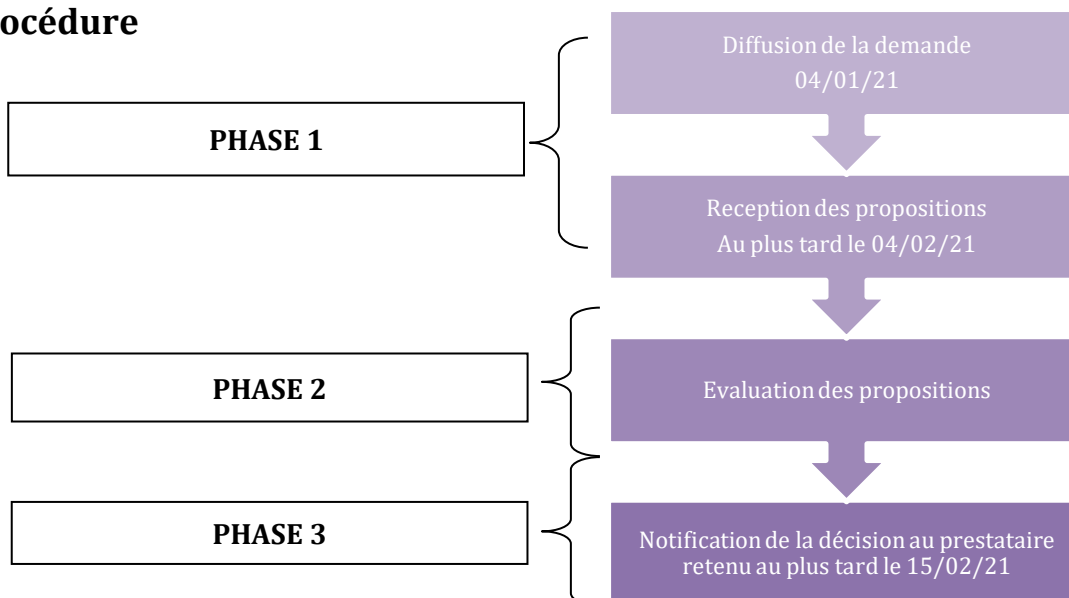 océdure
PHASE 1
Diffusion de la demande
04/01/21
Reception des propositions
Au plus tard le 04/02/21
PHASE 2
Evaluation des propositions
PHASE 3
Notification de la décision au prestataire
retenu au plus tard le 15/02/21